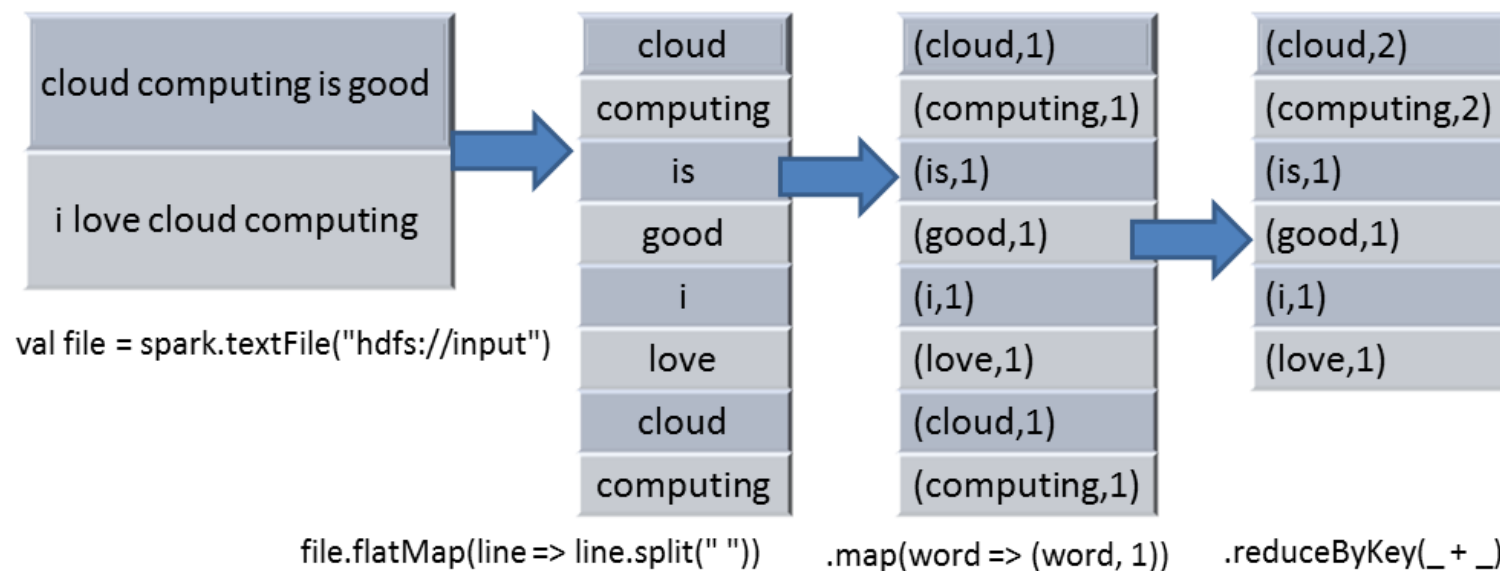 cloud computing is good
i love cloud computing
val file = spark.textFile("hdfs://input")
cloud
computing
is
good
i
love
cloud
computing
file.flatMap(line => line.split(" "))
(cloud,1)
(computing,1)
(is,1)
(good,1)
(i,1)
(love,1)
(cloud,1)
(computing,1)
.map(word => (word, 1))
(cloud,2)
(computing,2)
(is,1)
(good,1)
(i,1)
(love,1)
.reduceByKey(_ + _)